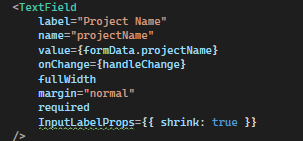 <TextField
label="Project Name"
name="projectName"
value={formData.projectName}
onChange={handleChange}
fullWidth
margin="normal"
required
InputLabelProps={{ shrink: true }}
/>